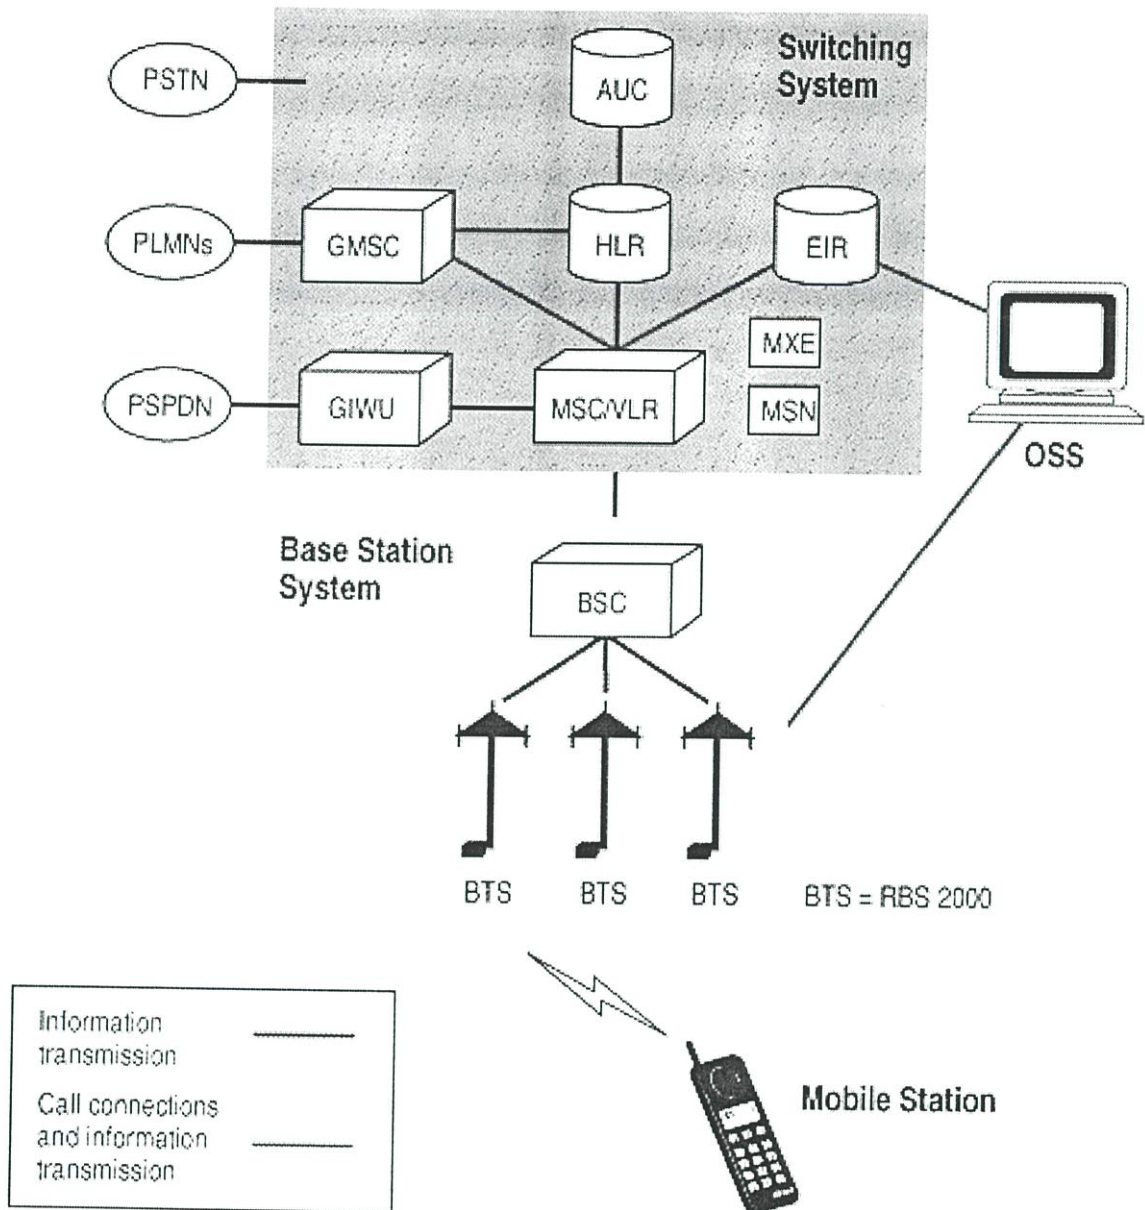 Switching
System
PSTN
AUC
PLMNs
GMSC
HLR
EIR
MXE
PSPDN
GIWU
MSC/VLR
MSN
OSS
Base Station
System
BSC
BTS
BTS
BTS
BTS = RBS 2000
Information
transmission
Call connections
and information
transmission
Mobile Station